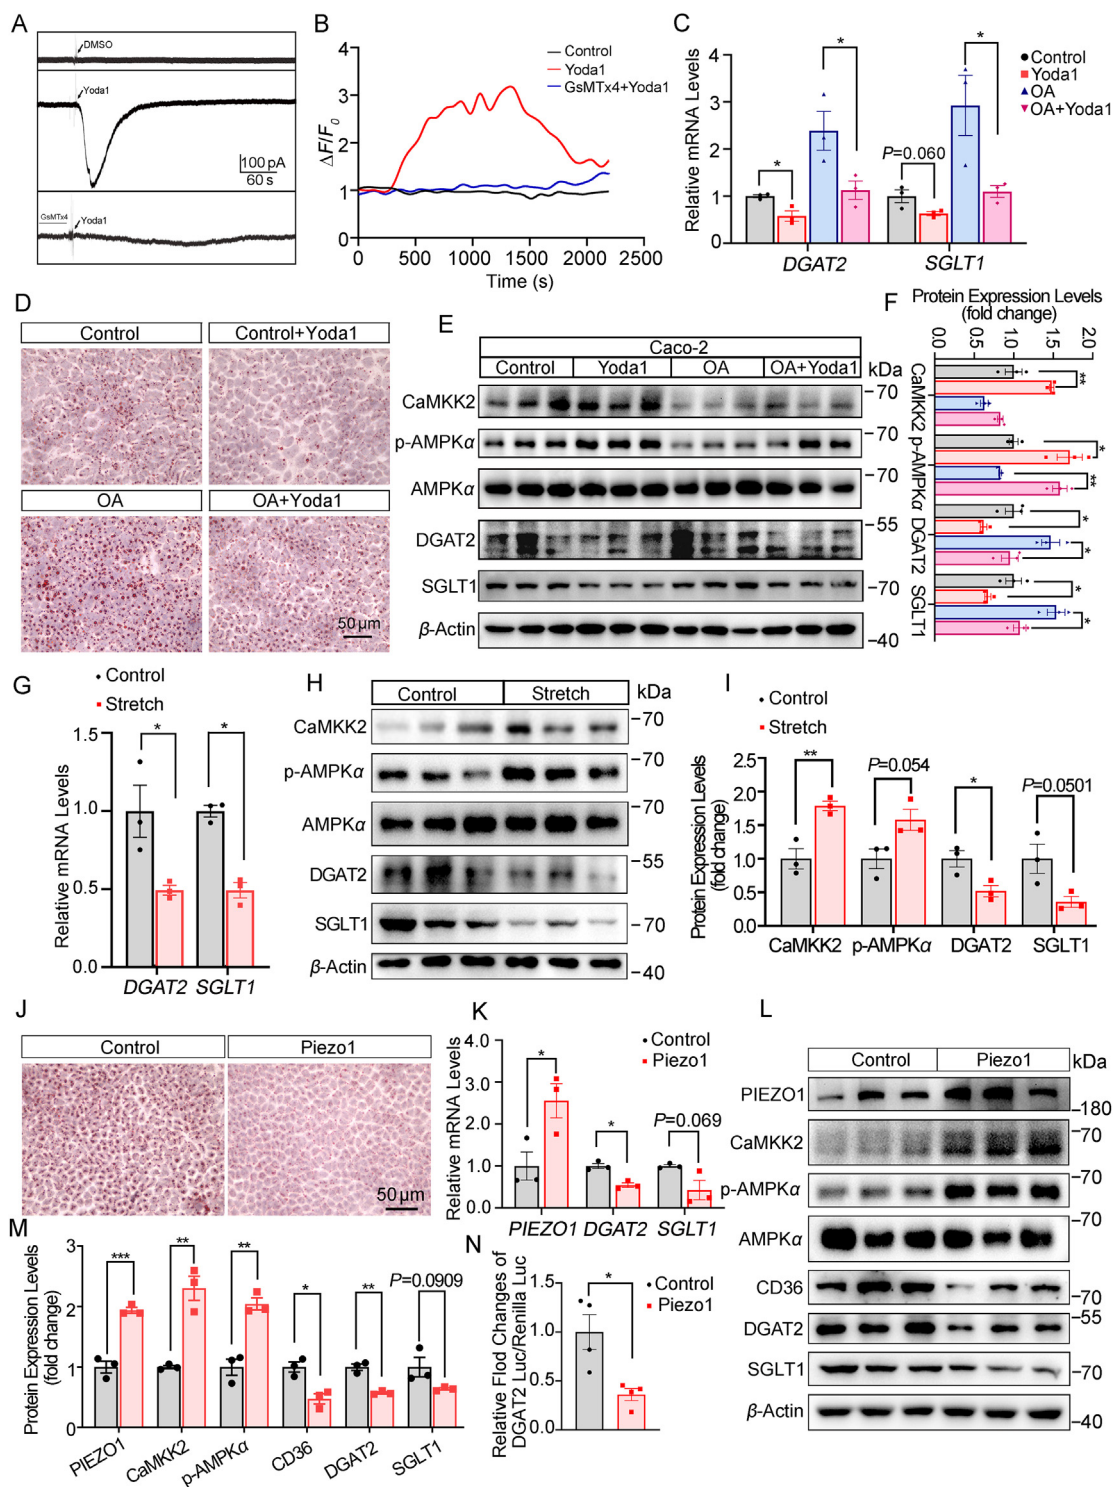 A
DMSO
Yoda1
100 pA
60 s
GsMTx4
Yoda1
B
ΔF/F0
4
3
2
1
0
0 500 1000 1500 2000 2500
Time (s)
Control
Yoda1
GsMTx4+Yoda1
C
Relative mRNA Levels
4
3
2
1
0
*
*
P=0.060
*
DGAT2 SGLT1
Control
Yoda1
OA
OA+Yoda1
D
Control Control+Yoda1
OA OA+Yoda1
50 μm
E
Caco-2
Control Yoda1 OA OA+Yoda1 kDa
CaMKK2 70
p-AMPKα 70
AMPKα 70
DGAT2 55
SGLT1 70
β-Actin 40
F
Protein Expression Levels
(fold change)
0.0 0.5 1.0 1.5 2.0
CaMKK2 **
p-AMPKα * **
DGAT2 * *
SGLT1 * *
G
Control
Stretch
Relative mRNA Levels
1.5
1.0
0.5
0.0
* *
DGAT2 SGLT1
H
Control Stretch kDa
CaMKK2 70
p-AMPKα 70
AMPKα 70
DGAT2 55
SGLT1 70
β-Actin 40
I
Control
Stretch
Protein Expression Levels
(fold change)
2.5
2.0
1.5
1.0
0.5
0.0
** P=0.054 * P=0.0501
CaMKK2 p-AMPKα DGAT2 SGLT1
J
Control Piezo1
50 μm
K
Relative mRNA Levels
4.0
3.0
2.0
1.0
0.0
Control
Piezo1
* * P=0.069
PIEZO1 DGAT2 SGLT1
L
Control Piezo1 kDa
PIEZO1 180
CaMKK2 70
p-AMPKα 70
AMPKα
CD36 70
DGAT2 55
SGLT1 70
β-Actin 40
M
Protein Expression Levels
(fold change)
3
2
1
0
*** ** ** * ** P=0.0909
PIEZO1 CaMKK2 p-AMPKα CD36 DGAT2 SGLT1
N
Relative Flod Changes of
DGAT2 Luc/Renilla Luc
1.5
1.0
0.5
0.0
*
Control
Piezo1